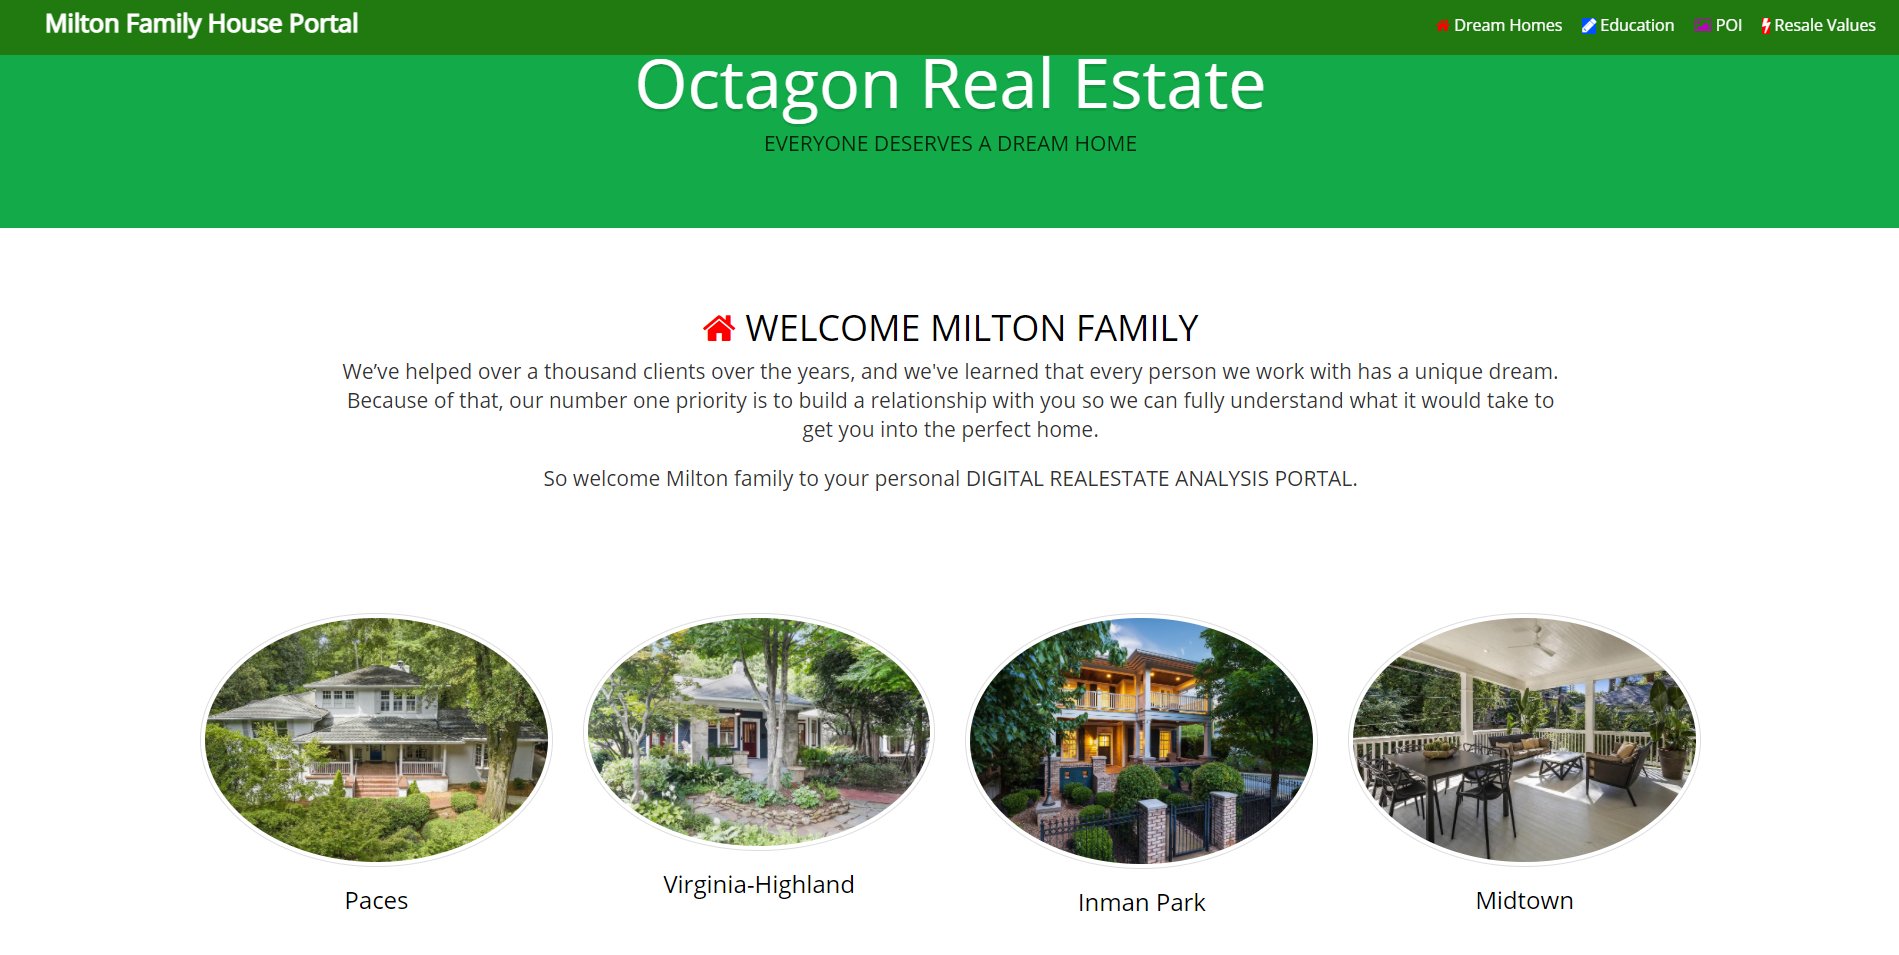 Milton Family House Portal
Dream Homes Education POI Resale Values
Octagon Real Estate
EVERYONE DESERVES A DREAM HOME
WELCOME MILTON FAMILY
We’ve helped over a thousand clients over the years, and we've learned that every person we work with has a unique dream.
Because of that, our number one priority is to build a relationship with you so we can fully understand what it would take to
get you into the perfect home.
So welcome Milton family to your personal DIGITAL REALESTATE ANALYSIS PORTAL.
Paces
Virginia-Highland
Inman Park
Midtown